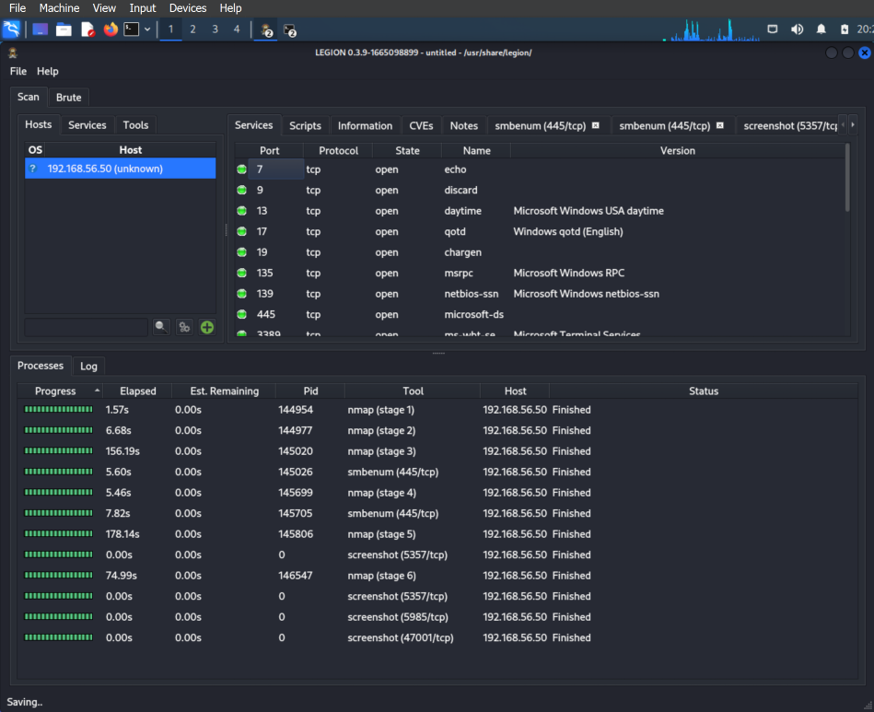 File Machine View Input Devices Help
1 2 3 4 2 2 20:2
LEGION 0.3.9-1665098899 - untitled - /usr/share/legion/
File Help
Scan Brute
Hosts Services Tools
Services Scripts Information CVEs Notes smbenum (445/tcp) smbenum (445/tcp) screenshot (5357/tcp
OS Host
Port Protocol State Name Version
? 192.168.56.50 (unknown)
7 tcp open echo
9 tcp open discard
13 tcp open daytime Microsoft Windows USA daytime
17 tcp open qotd Windows qotd (English)
19 tcp open chargen
135 tcp open msrpc Microsoft Windows RPC
139 tcp open netbios-ssn Microsoft Windows netbios-ssn
445 tcp open microsoft-ds
3389 tcp open ms-wbt-se Microsoft Terminal Services
Processes Log
Progress Elapsed Est. Remaining Pid Tool Host Status
1.57s 0.00s 144954 nmap (stage 1) 192.168.56.50 Finished
6.68s 0.00s 144977 nmap (stage 2) 192.168.56.50 Finished
156.19s 0.00s 145020 nmap (stage 3) 192.168.56.50 Finished
5.60s 0.00s 145026 smbenum (445/tcp) 192.168.56.50 Finished
5.46s 0.00s 145699 nmap (stage 4) 192.168.56.50 Finished
7.82s 0.00s 145705 smbenum (445/tcp) 192.168.56.50 Finished
178.14s 0.00s 145806 nmap (stage 5) 192.168.56.50 Finished
0.00s 0.00s 0 screenshot (5357/tcp) 192.168.56.50 Finished
74.99s 0.00s 146547 nmap (stage 6) 192.168.56.50 Finished
0.00s 0.00s 0 screenshot (5357/tcp) 192.168.56.50 Finished
0.00s 0.00s 0 screenshot (5985/tcp) 192.168.56.50 Finished
0.00s 0.00s 0 screenshot (47001/tcp) 192.168.56.50 Finished
Saving..